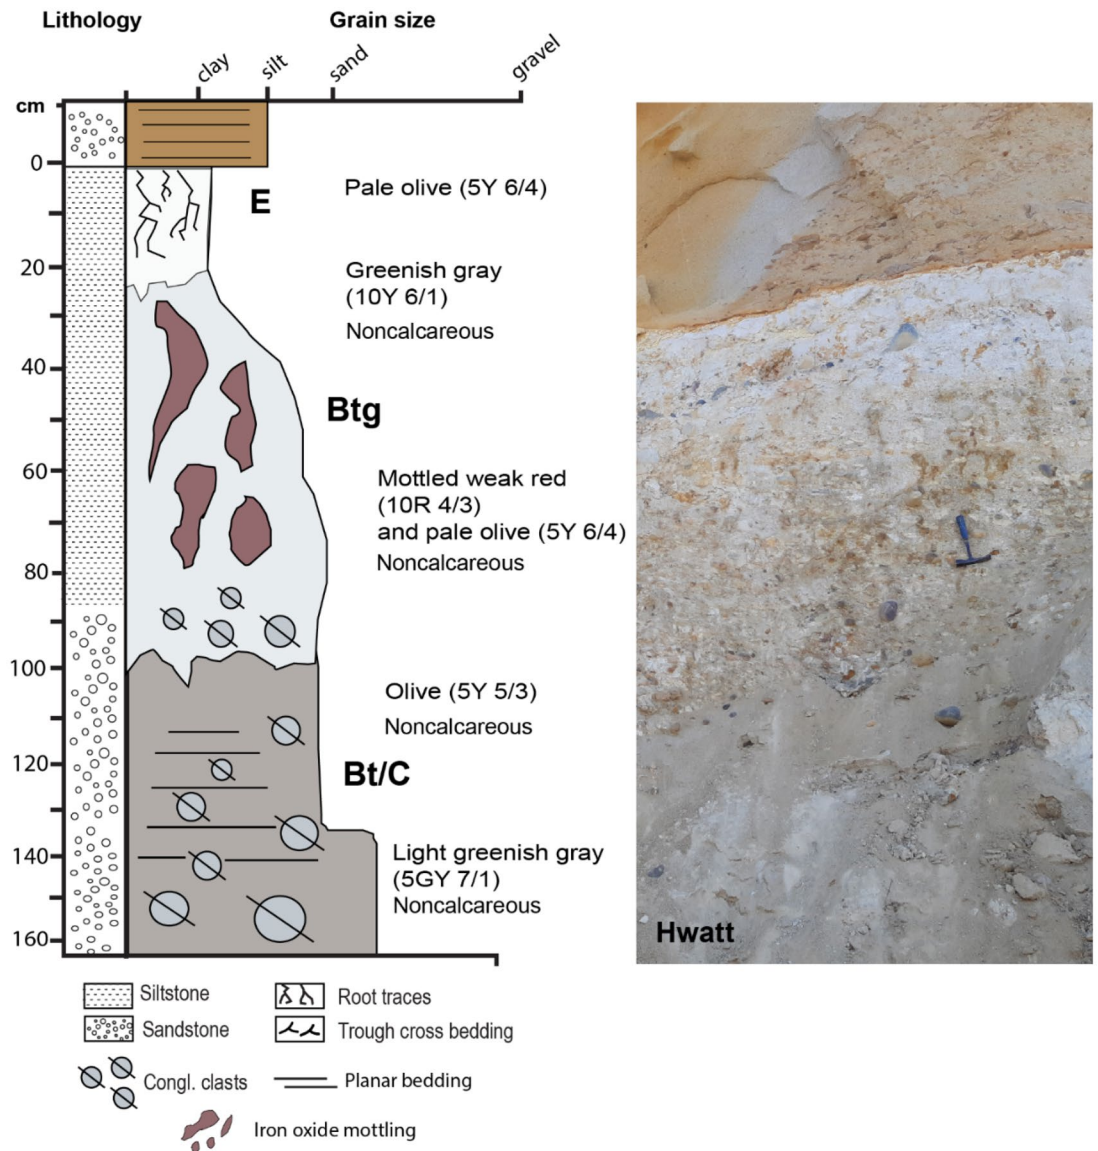 Lithology
Grain size
clay
silt
sand
gravel
cm
0
20
40
60
80
100
120
140
160
E
Btg
Bt/C
Pale olive (5Y 6/4)
Greenish gray
(10Y 6/1)
Noncalcareous
Mottled weak red
(10R 4/3)
and pale olive (5Y 6/4)
Noncalcareous
Olive (5Y 5/3)
Noncalcareous
Light greenish gray
(5GY 7/1)
Noncalcareous
Hwatt
Siltstone
Root traces
Sandstone
Trough cross bedding
Congl. clasts
Planar bedding
Iron oxide mottling